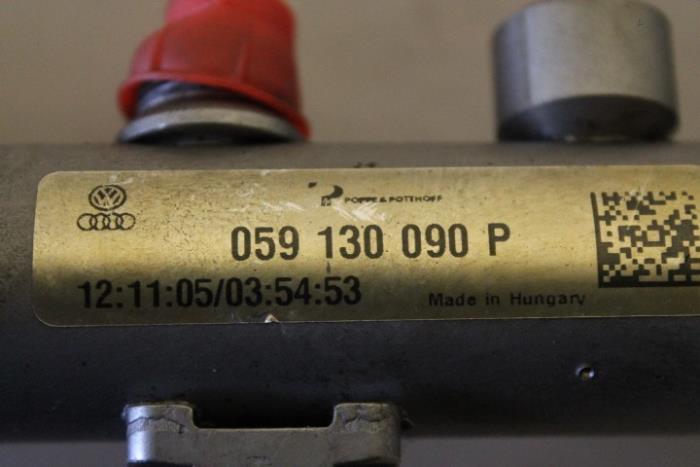 POPPE & POTTHOFF
059 130 090 P
12:11:05/03:54:53
Made in Hungary